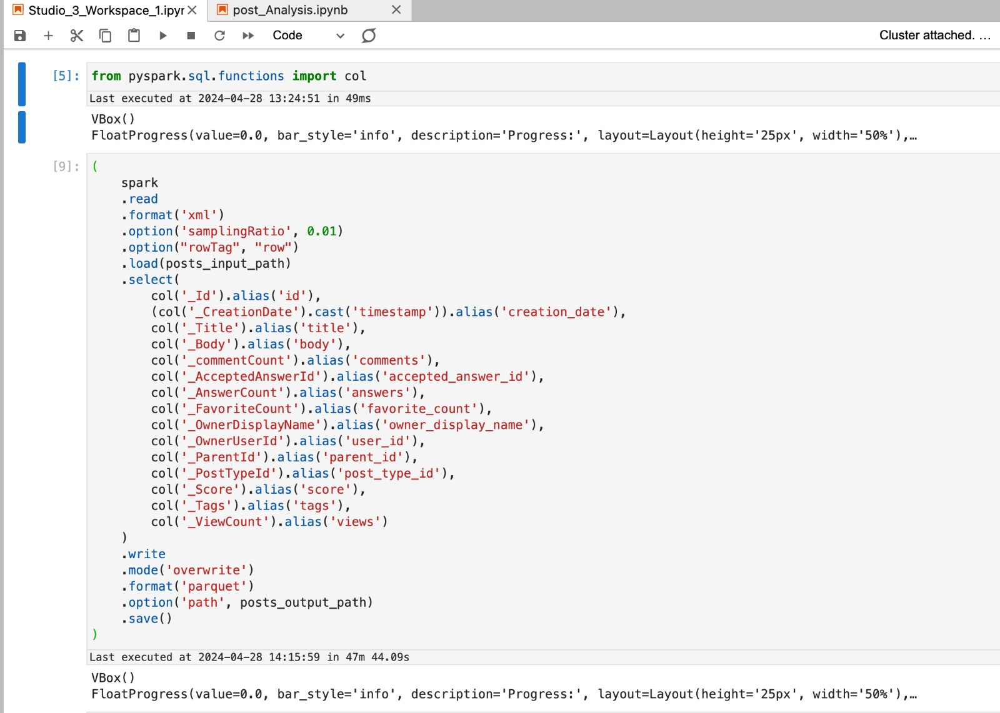 Studio_3_Workspace_1.ipyr
post_Analysis.ipynb
Code
Cluster attached. ...
[5]:
from pyspark.sql.functions import col
Last executed at 2024-04-28 13:24:51 in 49ms
VBox()
FloatProgress(value=0.0, bar_style='info', description='Progress:', layout=Layout(height='25px', width='50%'),…
[9]:
(
    spark
    .read
    .format('xml')
    .option('samplingRatio', 0.01)
    .option("rowTag", "row")
    .load(posts_input_path)
    .select(
        col('_Id').alias('id'),
        (col('_CreationDate').cast('timestamp')).alias('creation_date'),
        col('_Title').alias('title'),
        col('_Body').alias('body'),
        col('_commentCount').alias('comments'),
        col('_AcceptedAnswerId').alias('accepted_answer_id'),
        col('_AnswerCount').alias('answers'),
        col('_FavoriteCount').alias('favorite_count'),
        col('_OwnerDisplayName').alias('owner_display_name'),
        col('_OwnerUserId').alias('user_id'),
        col('_ParentId').alias('parent_id'),
        col('_PostTypeId').alias('post_type_id'),
        col('_Score').alias('score'),
        col('_Tags').alias('tags'),
        col('_ViewCount').alias('views')
    )
    .write
    .mode('overwrite')
    .format('parquet')
    .option('path', posts_output_path)
    .save()
)
Last executed at 2024-04-28 14:15:59 in 47m 44.09s
VBox()
FloatProgress(value=0.0, bar_style='info', description='Progress:', layout=Layout(height='25px', width='50%'),…